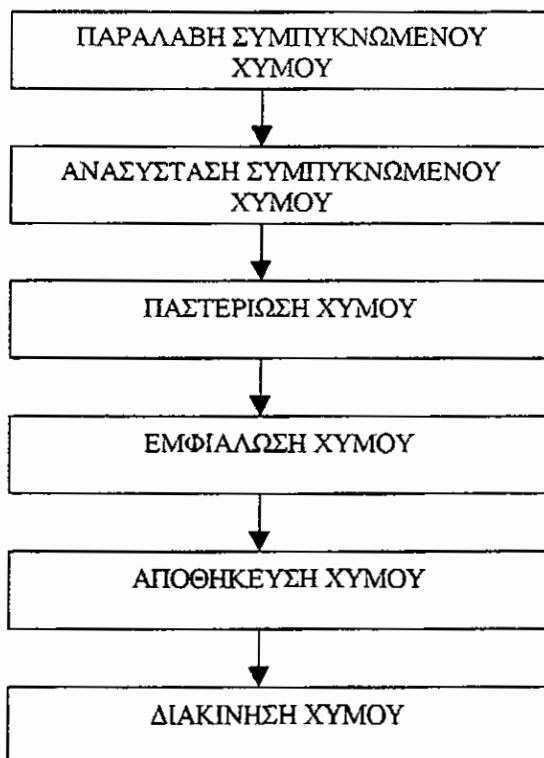 ΠΑΡΑΛΑΒΗ ΣΥΜΠΥΚΝΩΜΕΝΟΥ
ΧΥΜΟΥ
ΑΝΑΣΥΣΤΑΣΗ ΣΥΜΠΥΚΝΩΜΕΝΟΥ
ΧΥΜΟΥ
ΠΑΣΤΕΡΙΩΣΗ ΧΥΜΟΥ
ΕΜΦΙΑΛΩΣΗ ΧΥΜΟΥ
ΑΠΟΘΗΚΕΥΣΗ ΧΥΜΟΥ
ΔΙΑΚΙΝΗΣΗ ΧΥΜΟΥ